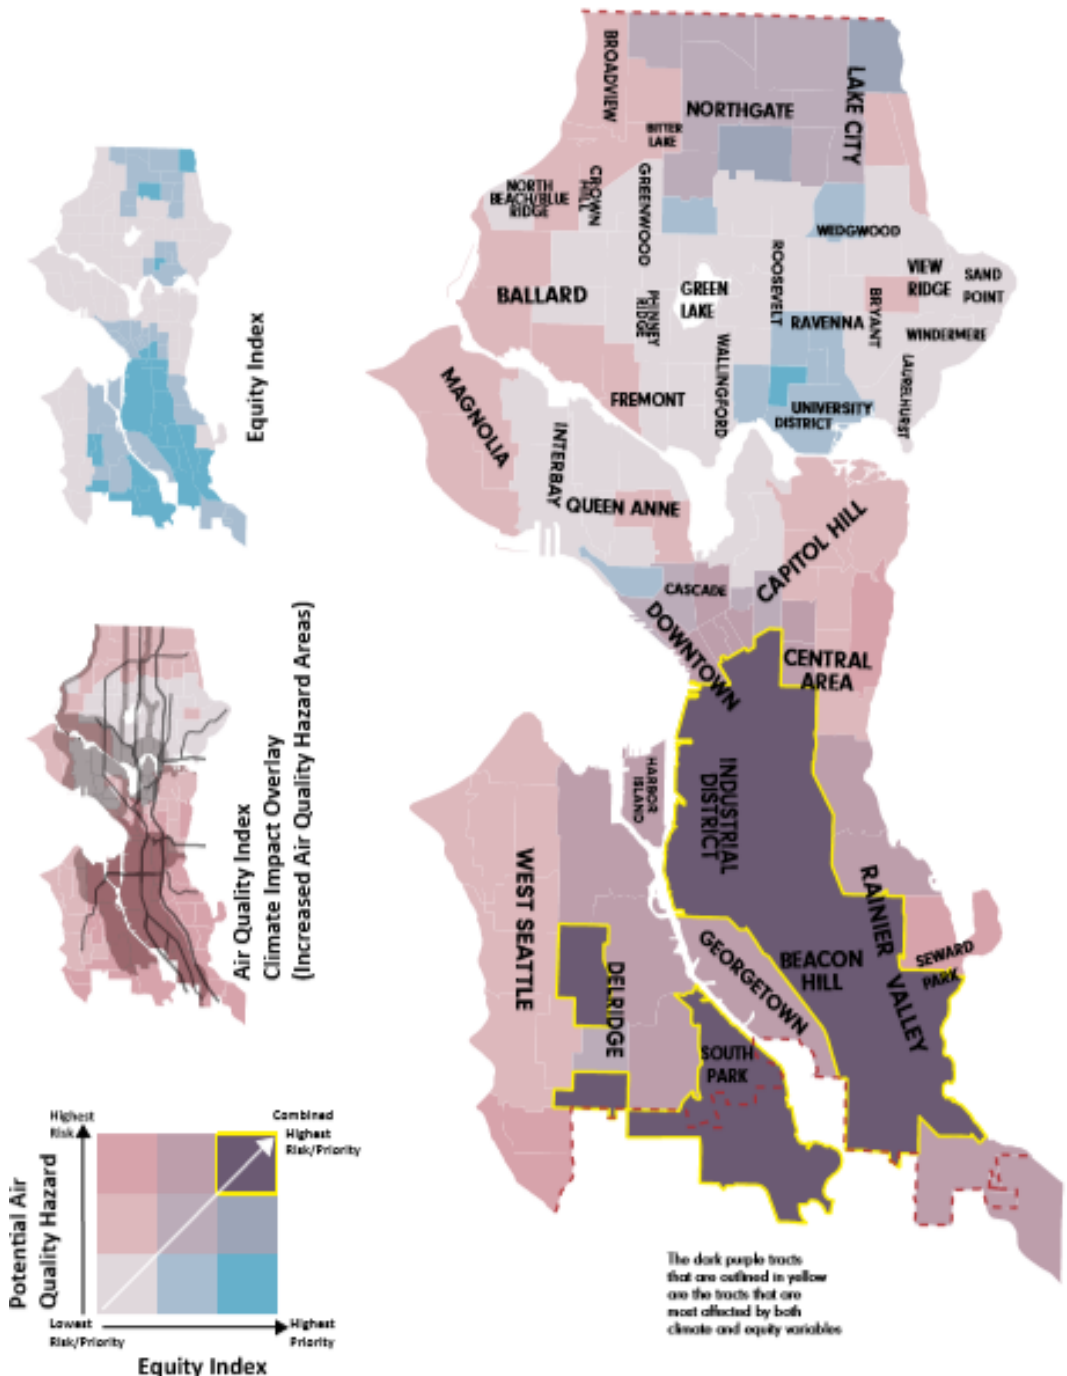 BROADVIEW
LAKE CITY
NORTHGATE
BITTER
LAKE
NORTH
BEACH/BLUE
RIDGE
CROWN
HILL
GREENWOOD
WEDGWOOD
ROOSEVELT
VIEW
RIDGE
SAND
POINT
BALLARD
PHINNEY
RIDGE
GREEN
LAKE
BRYANT
RAVENNA
WINDERMERE
WALLINGFORD
LAURELHURST
MAGNOLIA
FREMONT
UNIVERSITY
DISTRICT
INTERBAY
QUEEN ANNE
CAPITOL HILL
CASCADE
DOWNTOWN
CENTRAL
AREA
HARBOR
ISLAND
INDUSTRIAL
DISTRICT
WEST SEATTLE
RAINIER
VALLEY
GEORGETOWN
BEACON
HILL
SEWARD
PARK
DELRIDGE
SOUTH
PARK
Equity Index
Air Quality Index
Climate Impact Overlay
(Increased Air Quality Hazard Areas)
Highest
Risk
Combined
Highest
Risk/Priority
Potential Air
Quality Hazard
Lowest
Risk/Priority
Highest
Priority
Equity Index
The dark purple tracts
that are outlined in yellow
are the tracts that are
most affected by both
climate and equity variables